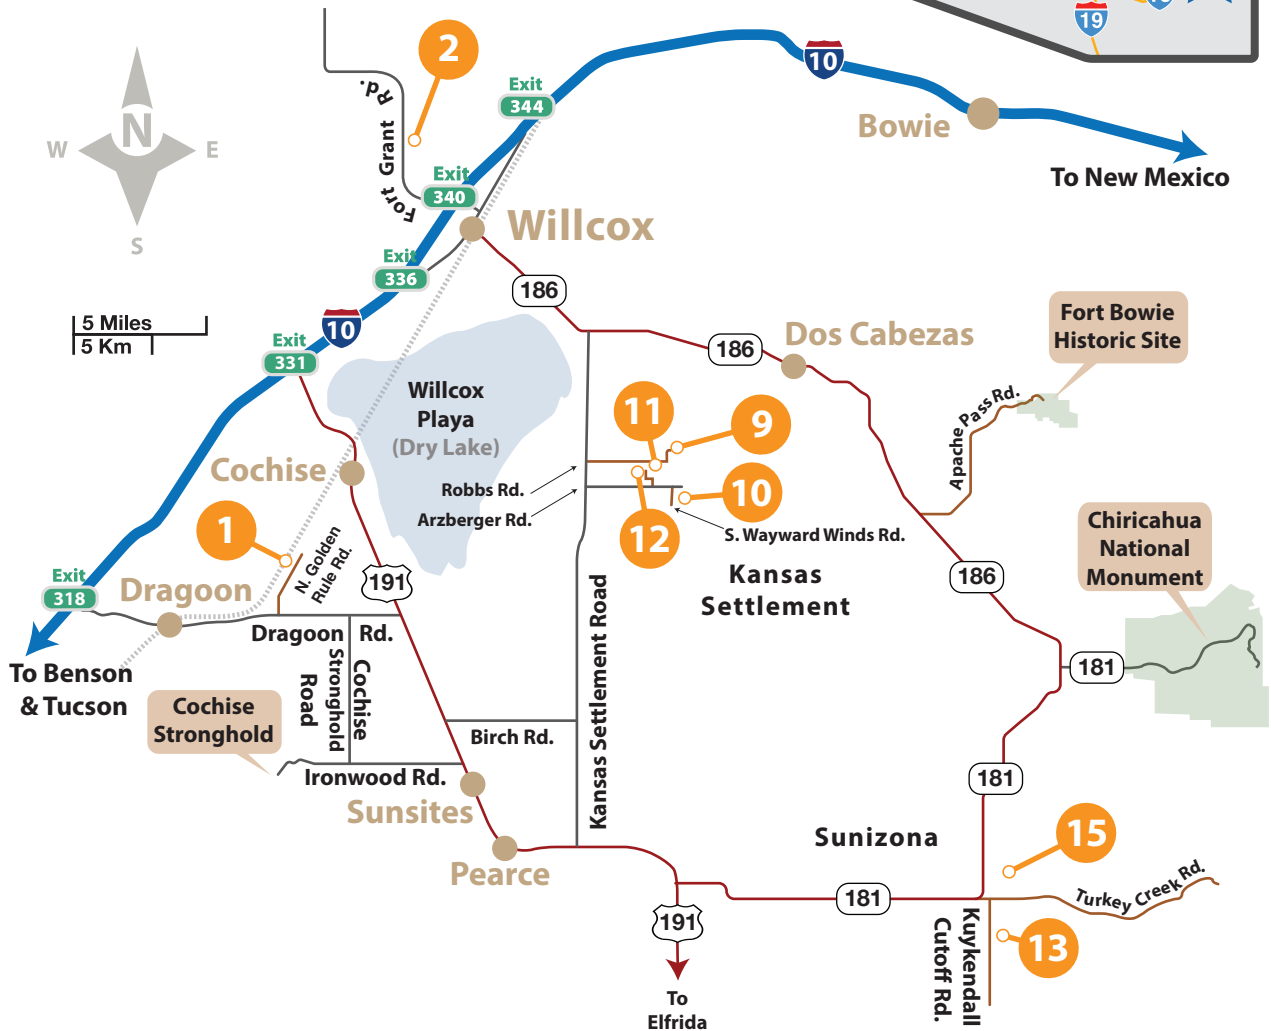 19
2
Rd.
Grant
Fort
Exit
344
10
Bowie
To New Mexico
N
W
E
S
Exit
340
Willcox
Exit
336
186
5 Miles
5 Km
10
Exit
331
186
Dos Cabezas
Fort Bowie
Historic Site
Willcox
Playa
(Dry Lake)
11
9
Apache Pass Rd.
Cochise
Robbs Rd.
Arzberger Rd.
10
12
S. Wayward Winds Rd.
1
N. Golden
Rule Rd.
191
Chiricahua
National
Monument
Exit
318
Dragoon
Kansas
Settlement
186
Dragoon Rd.
To Benson
& Tucson
Cochise
Stronghold
Road
Kansas Settlement Road
181
Cochise
Stronghold
Birch Rd.
Ironwood Rd.
181
Sunsites
Sunizona
15
Pearce
181
Turkey Creek Rd.
191
Kuykendall
Cutoff Rd.
13
To
Elfrida